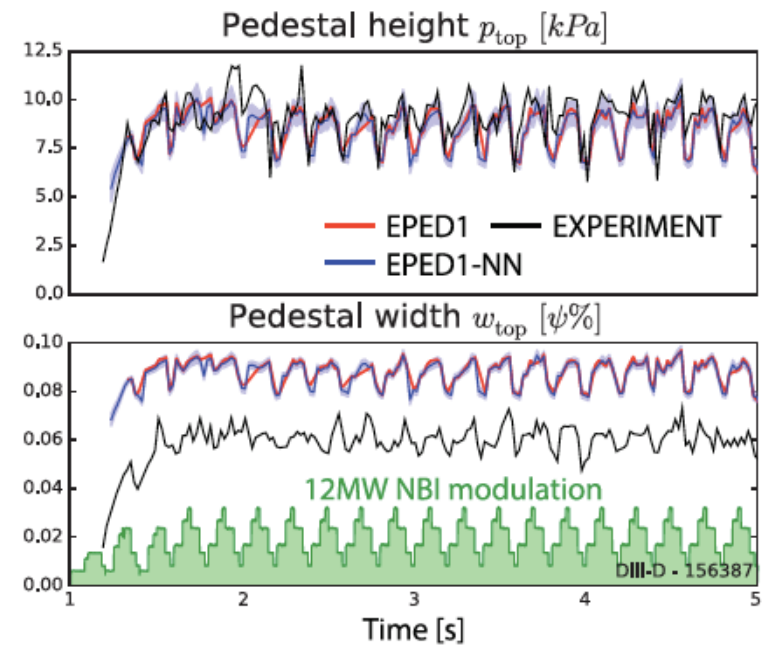 Pedestal height p_top [kPa]
12.5
10.0
7.5
5.0
2.5
0.0
EPED1 EXPERIMENT
EPED1-NN
Pedestal width w_top [ψ%]
0.10
0.08
0.06
0.04
0.02
0.00
12MW NBI modulation
DIII-D - 156387
1 2 3 4 5
Time [s]